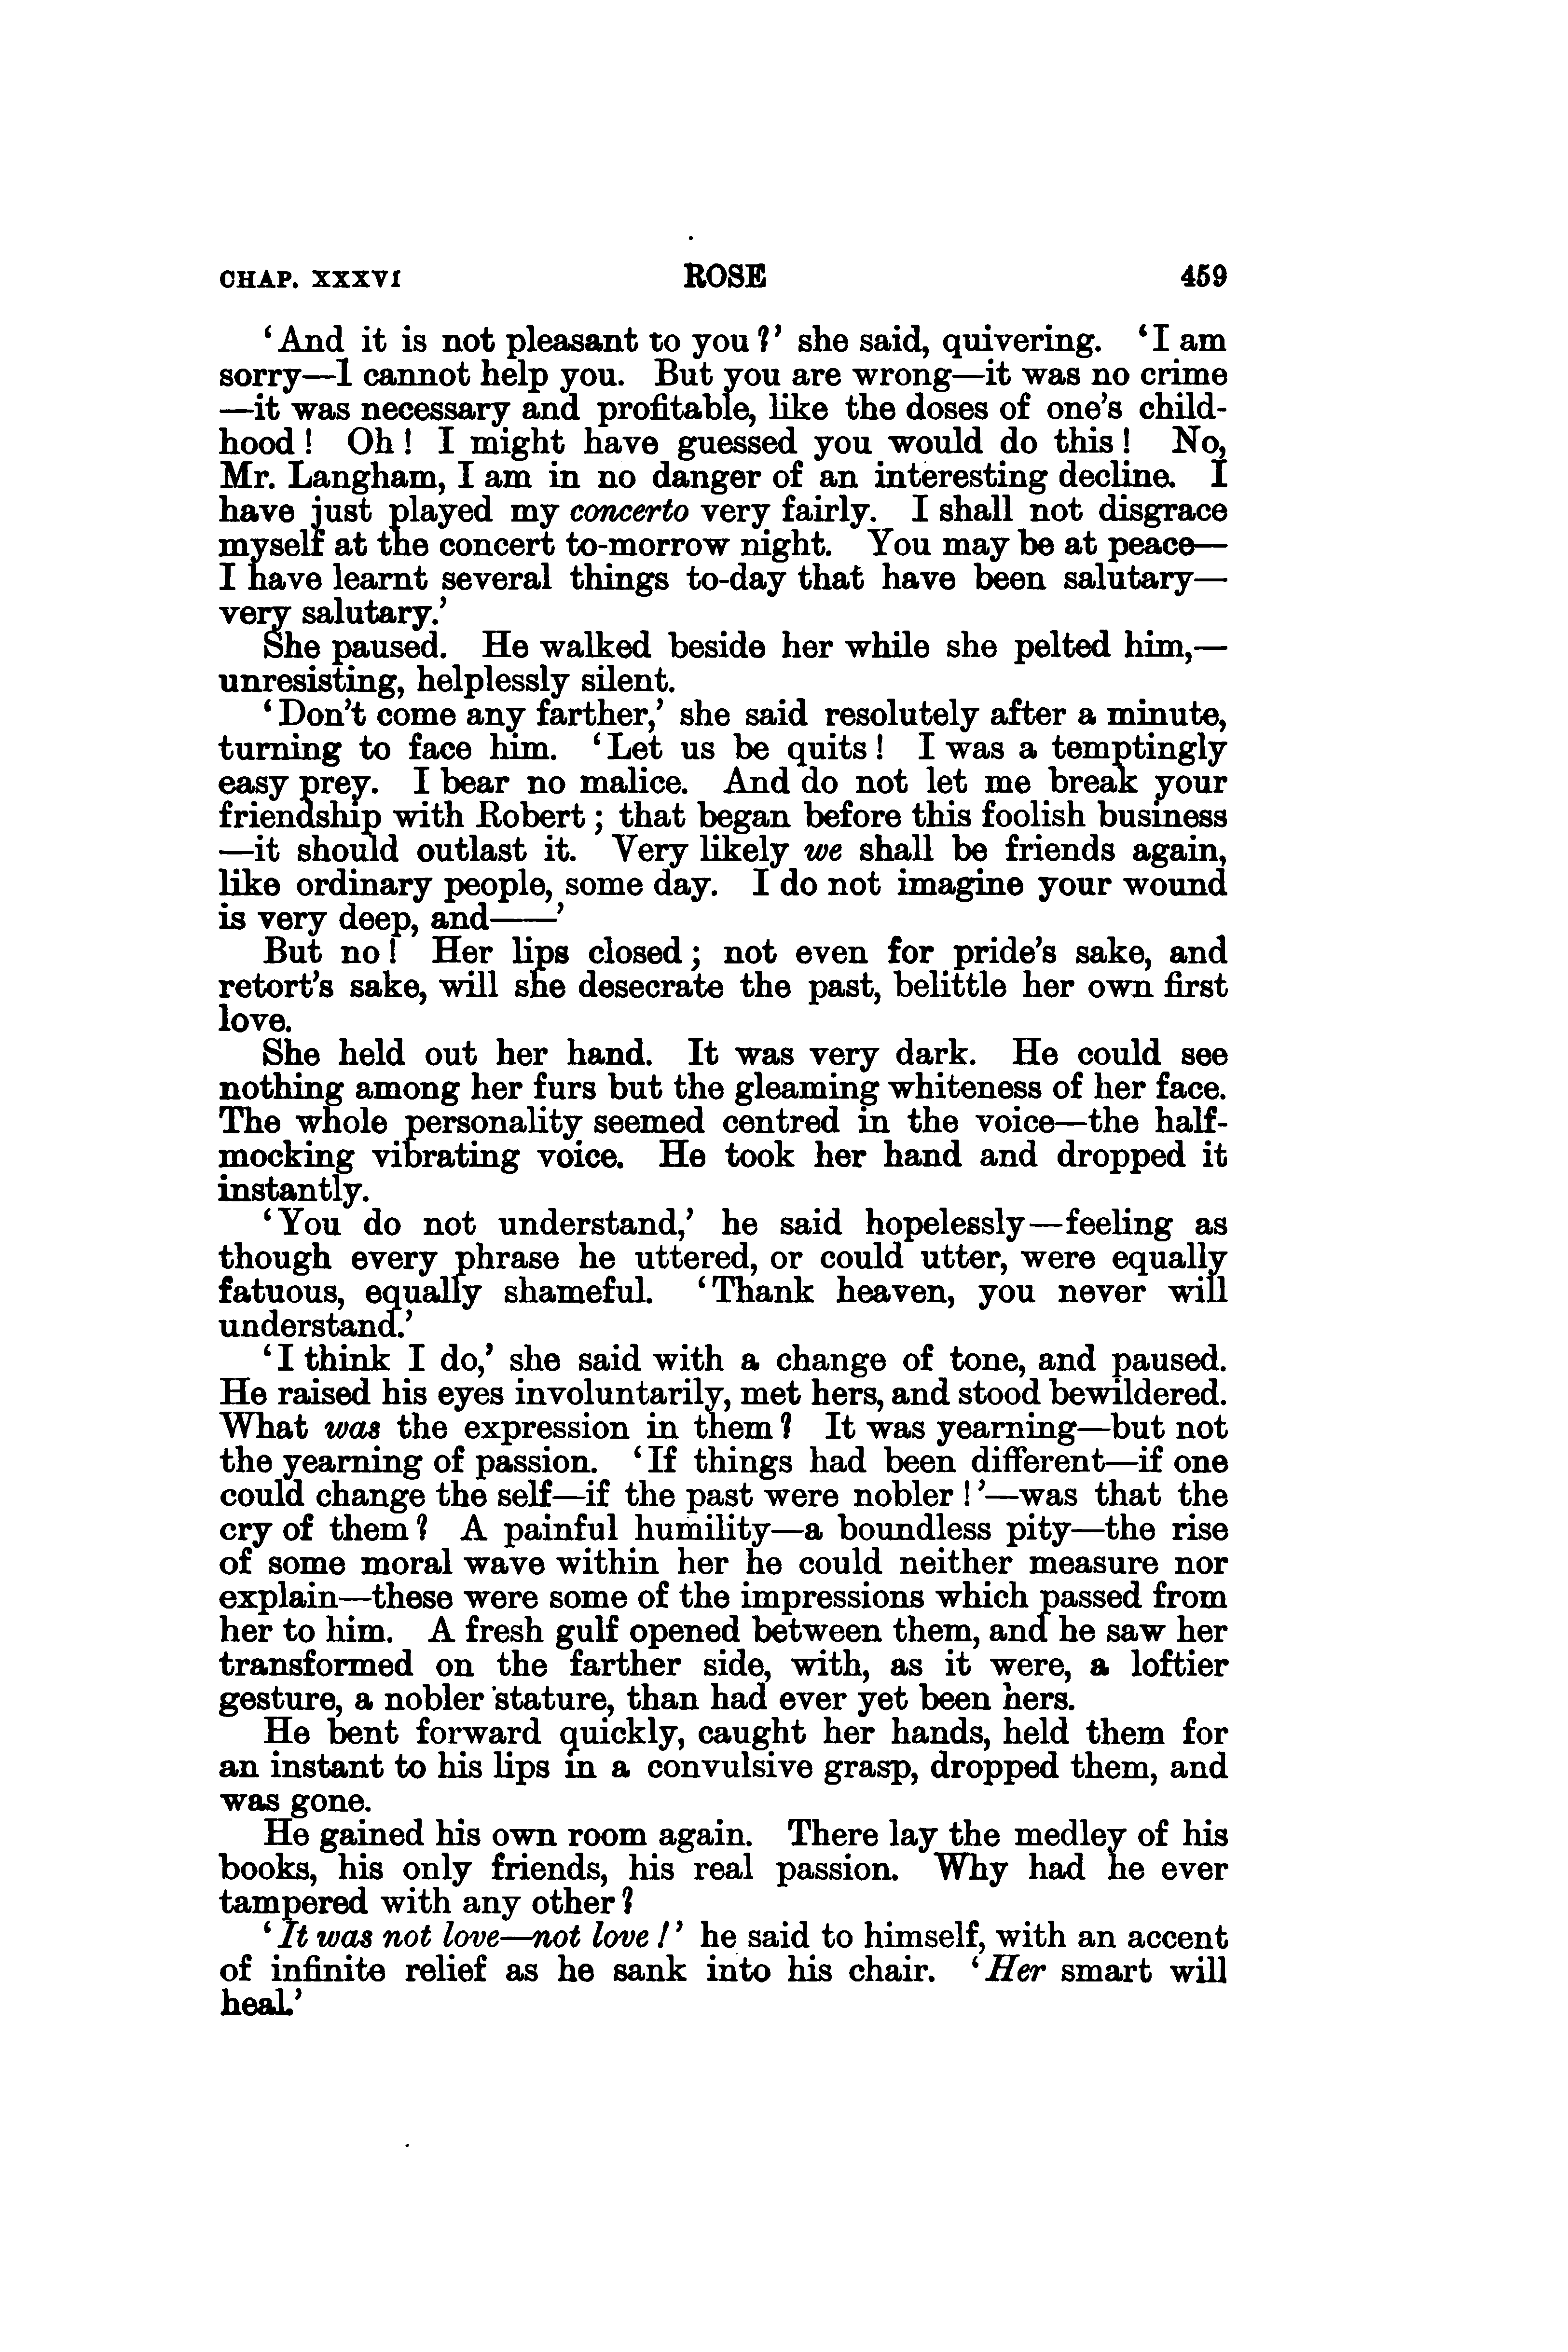 CHAP. XXXVI ROSE 459
‘And it is not pleasant to you?’ she said, quivering. ‘I am
sorry—I cannot help you. But you are wrong—it was no crime
—it was necessary and profitable, like the doses of one’s child-
hood! Oh! I might have guessed you would do this! No,
Mr. Langham, I am in no danger of an interesting decline. I
have just played my concerto very fairly. I shall not disgrace
myself at the concert to-morrow night. You may be at peace—
I have learnt several things to-day that have been salutary—
very salutary.’
She paused. He walked beside her while she pelted him,—
unresisting, helplessly silent.
‘Don’t come any farther,’ she said resolutely after a minute,
turning to face him. ‘Let us be quits! I was a temptingly
easy prey. I bear no malice. And do not let me break your
friendship with Robert; that began before this foolish business
—it should outlast it. Very likely we shall be friends again,
like ordinary people, some day. I do not imagine your wound
is very deep, and——’
But no! Her lips closed; not even for pride’s sake, and
retort’s sake, will she desecrate the past, belittle her own first
love.
She held out her hand. It was very dark. He could see
nothing among her furs but the gleaming whiteness of her face.
The whole personality seemed centred in the voice—the half-
mocking vibrating voice. He took her hand and dropped it
instantly.
‘You do not understand,’ he said hopelessly—feeling as
though every phrase he uttered, or could utter, were equally
fatuous, equally shameful. ‘Thank heaven, you never will
understand.’
‘I think I do,’ she said with a change of tone, and paused.
He raised his eyes involuntarily, met hers, and stood bewildered.
What was the expression in them? It was yearning—but not
the yearning of passion. ‘If things had been different—if one
could change the self—if the past were nobler!’—was that the
cry of them? A painful humility—a boundless pity—the rise
of some moral wave within her he could neither measure nor
explain—these were some of the impressions which passed from
her to him. A fresh gulf opened between them, and he saw her
transformed on the farther side, with, as it were, a loftier
gesture, a nobler stature, than had ever yet been hers.
He bent forward quickly, caught her hands, held them for
an instant to his lips in a convulsive grasp, dropped them, and
was gone.
He gained his own room again. There lay the medley of his
books, his only friends, his real passion. Why had he ever
tampered with any other?
‘It was not love—not love!’ he said to himself, with an accent
of infinite relief as he sank into his chair. ‘Her smart will
heal.’